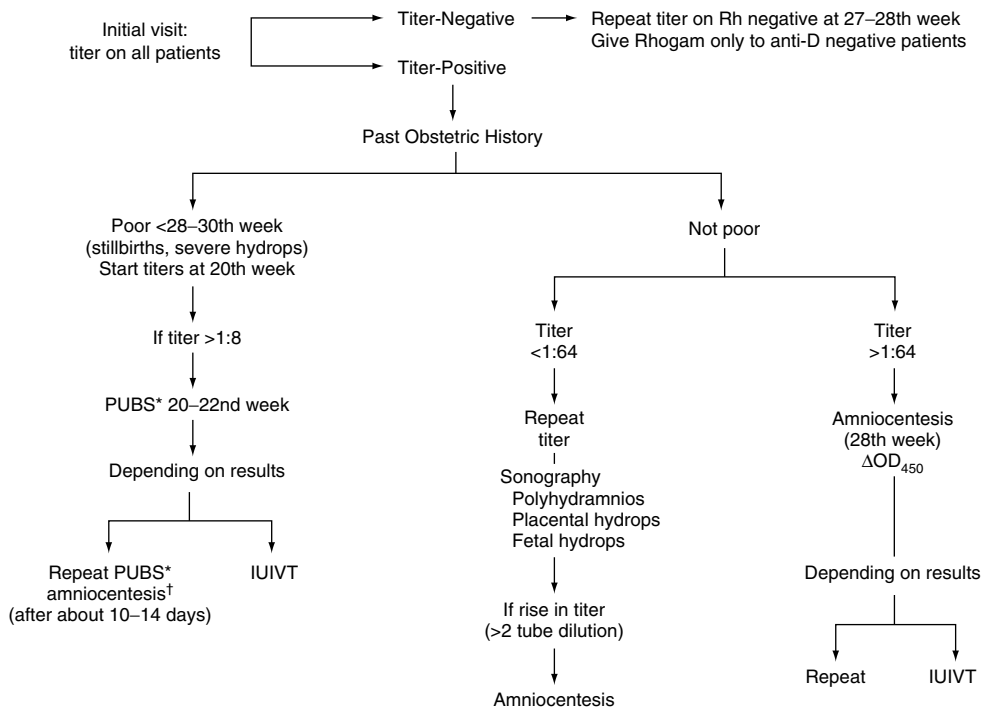 Initial visit:
titer on all patients
Titer-Negative
Repeat titer on Rh negative at 27–28th week
Give Rhogam only to anti-D negative patients
Titer-Positive
Past Obstetric History
Poor <28–30th week
(stillbirths, severe hydrops)
Start titers at 20th week
If titer >1:8
PUBS* 20–22nd week
Depending on results
Repeat PUBS*
amniocentesis†
(after about 10–14 days)
IUIVT
Not poor
Titer
<1:64
Repeat
titer
Sonography
Polyhydramnios
Placental hydrops
Fetal hydrops
If rise in titer
(>2 tube dilution)
Amniocentesis
Titer
>1:64
Amniocentesis
(28th week)
ΔOD450
Depending on results
Repeat
IUIVT